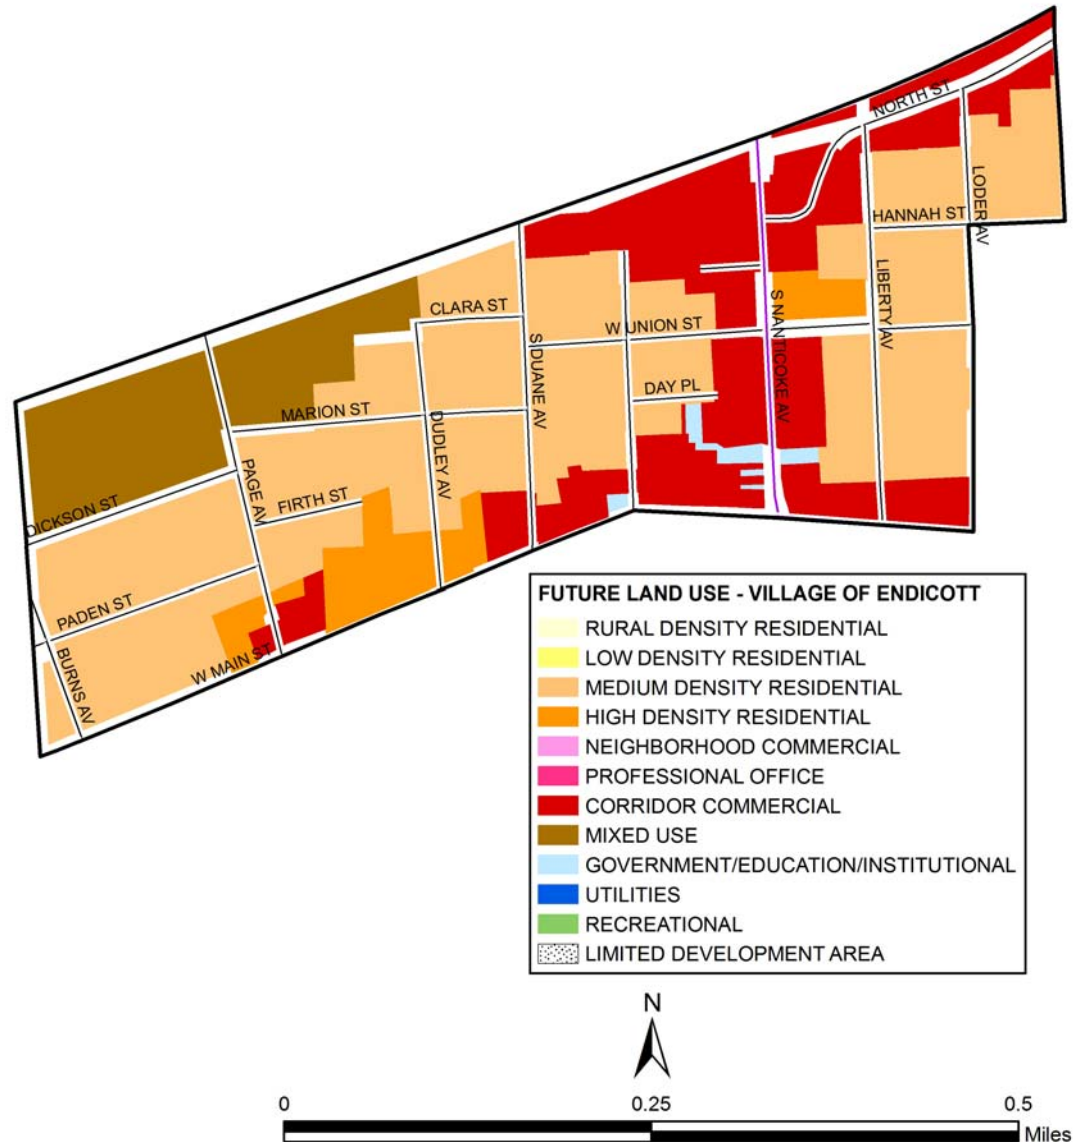 NORTH ST
LODER AV
HANNAH ST
LIBERTY AV
CLARA ST
W UNION ST
S NANTICOKE AV
S DUANE AV
DAY PL
MARION ST
DUDLEY AV
PAGE AV
FIRTH ST
DICKSON ST
PADEN ST
BURNS AV
W MAIN ST
FUTURE LAND USE - VILLAGE OF ENDICOTT
RURAL DENSITY RESIDENTIAL
LOW DENSITY RESIDENTIAL
MEDIUM DENSITY RESIDENTIAL
HIGH DENSITY RESIDENTIAL
NEIGHBORHOOD COMMERCIAL
PROFESSIONAL OFFICE
CORRIDOR COMMERCIAL
MIXED USE
GOVERNMENT/EDUCATION/INSTITUTIONAL
UTILITIES
RECREATIONAL
LIMITED DEVELOPMENT AREA
N
0 0.25 0.5
Miles